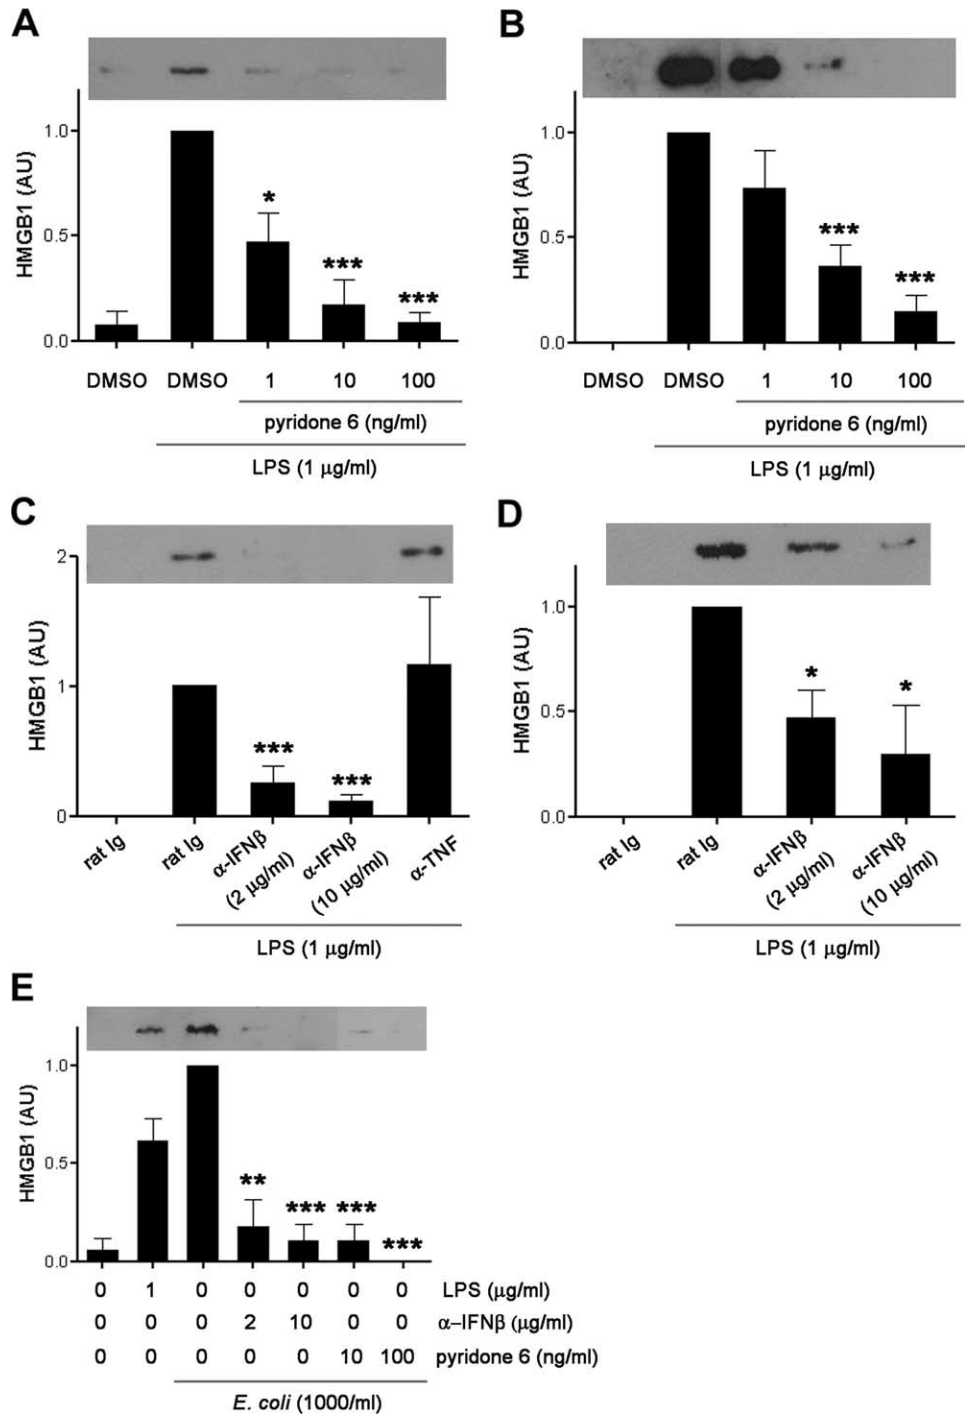 A
HMGB1 (AU)
1.0
0.5
0.0
*
***
***
DMSO DMSO 1 10 100
pyridone 6 (ng/ml)
LPS (1 μg/ml)
B
HMGB1 (AU)
1.0
0.5
0.0
***
***
DMSO DMSO 1 10 100
pyridone 6 (ng/ml)
LPS (1 μg/ml)
C
HMGB1 (AU)
2
1
0
***
***
rat Ig
rat Ig
α-IFNβ
(2 μg/ml)
α-IFNβ
(10 μg/ml)
α-TNF
LPS (1 μg/ml)
D
HMGB1 (AU)
1.0
0.5
0.0
*
*
rat Ig
rat Ig
α-IFNβ
(2 μg/ml)
α-IFNβ
(10 μg/ml)
LPS (1 μg/ml)
E
HMGB1 (AU)
1.0
0.5
0.0
**
***
***
***
0 1 0 0 0 0 0 LPS (μg/ml)
0 0 0 2 10 0 0 α–IFNβ (μg/ml)
0 0 0 0 0 10 100 pyridone 6 (ng/ml)
E. coli (1000/ml)